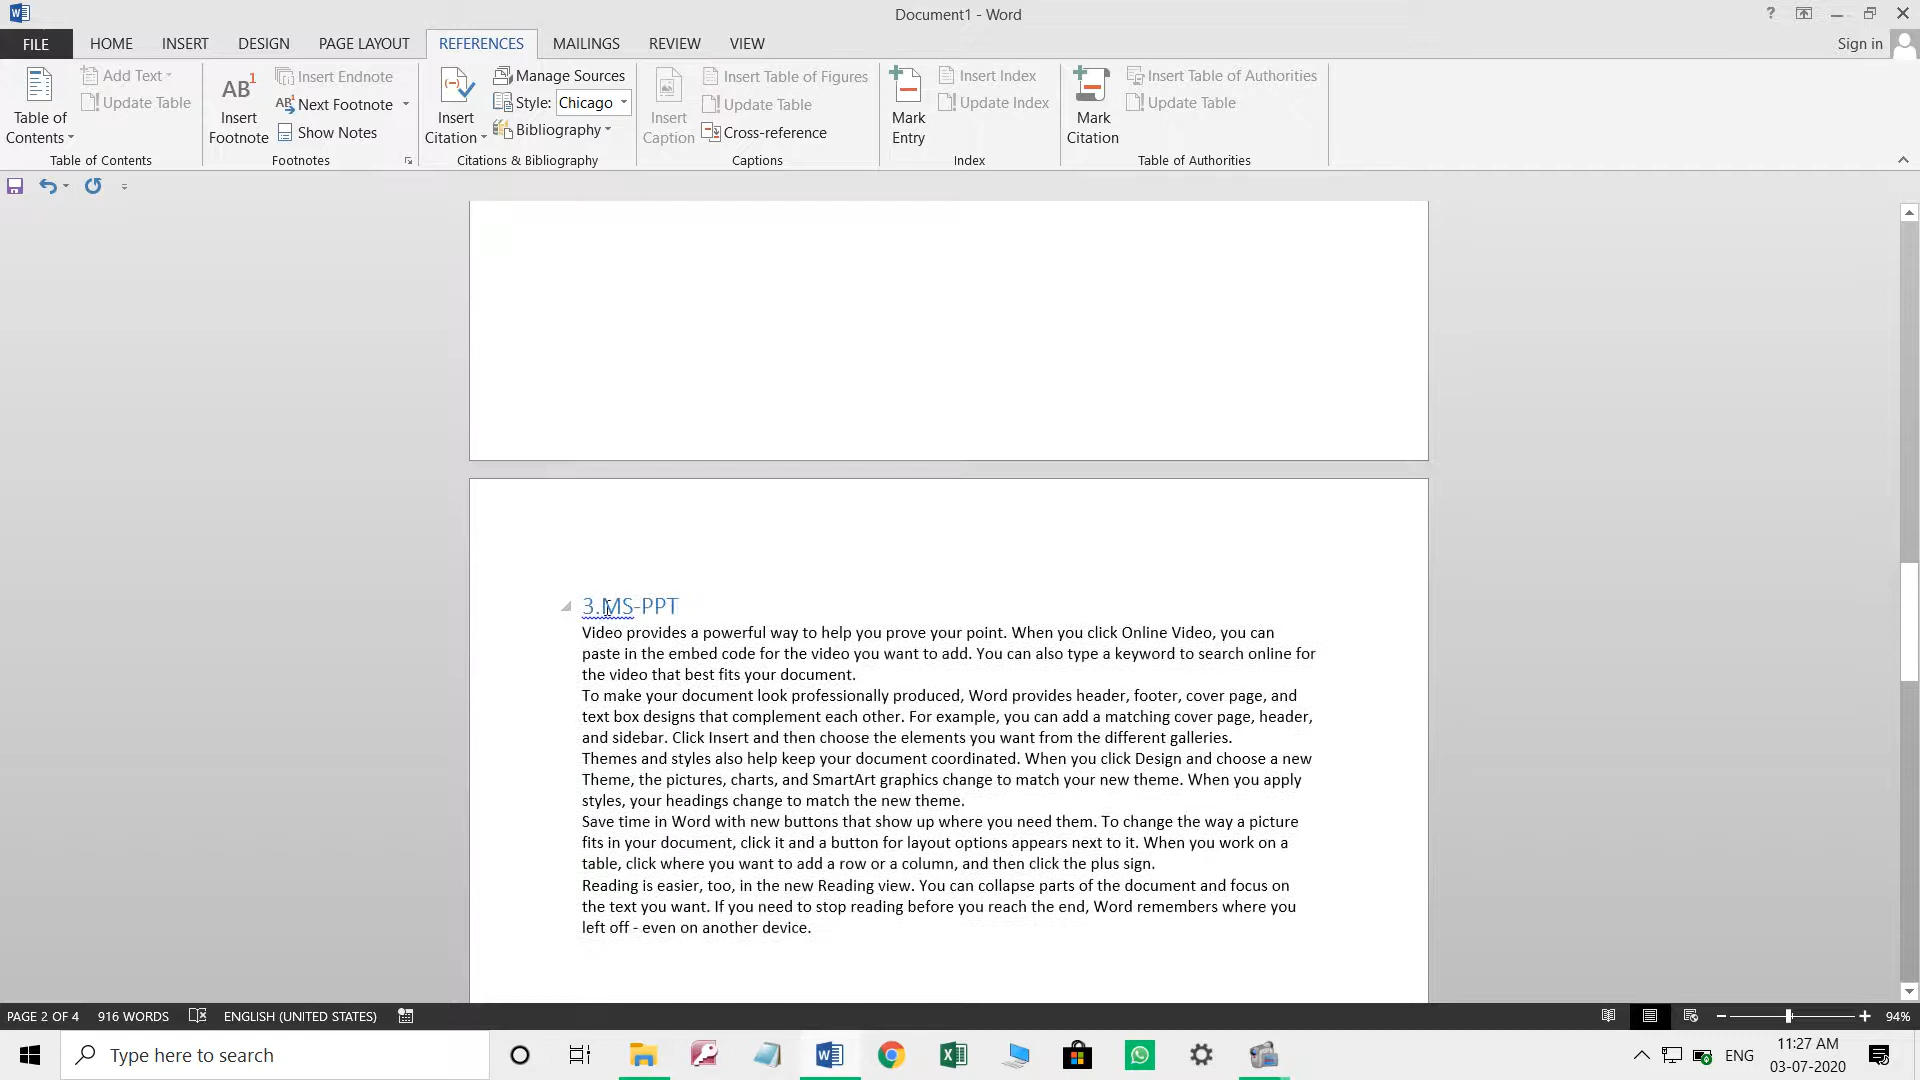 Document1 - Word
?
FILE HOME INSERT DESIGN PAGE LAYOUT REFERENCES MAILINGS REVIEW VIEW Sign in
Table of Contents
Add Text
Update Table
Table of Contents
AB1 Insert Footnote
Insert Endnote
AB1 Next Footnote
Show Notes
Footnotes
Insert Citation
Manage Sources
Style: Chicago
Bibliography
Citations & Bibliography
Insert Caption
Insert Table of Figures
Update Table
Cross-reference
Captions
Mark Entry
Insert Index
Update Index
Index
Mark Citation
Insert Table of Authorities
Update Table
Table of Authorities
3.MS-PPT
Video provides a powerful way to help you prove your point. When you click Online Video, you can
paste in the embed code for the video you want to add. You can also type a keyword to search online for
the video that best fits your document.
To make your document look professionally produced, Word provides header, footer, cover page, and
text box designs that complement each other. For example, you can add a matching cover page, header,
and sidebar. Click Insert and then choose the elements you want from the different galleries.
Themes and styles also help keep your document coordinated. When you click Design and choose a new
Theme, the pictures, charts, and SmartArt graphics change to match your new theme. When you apply
styles, your headings change to match the new theme.
Save time in Word with new buttons that show up where you need them. To change the way a picture
fits in your document, click it and a button for layout options appears next to it. When you work on a
table, click where you want to add a row or a column, and then click the plus sign.
Reading is easier, too, in the new Reading view. You can collapse parts of the document and focus on
the text you want. If you need to stop reading before you reach the end, Word remembers where you
left off - even on another device.
PAGE 2 OF 4 916 WORDS ENGLISH (UNITED STATES) 94%
Type here to search
ENG
11:27 AM
03-07-2020